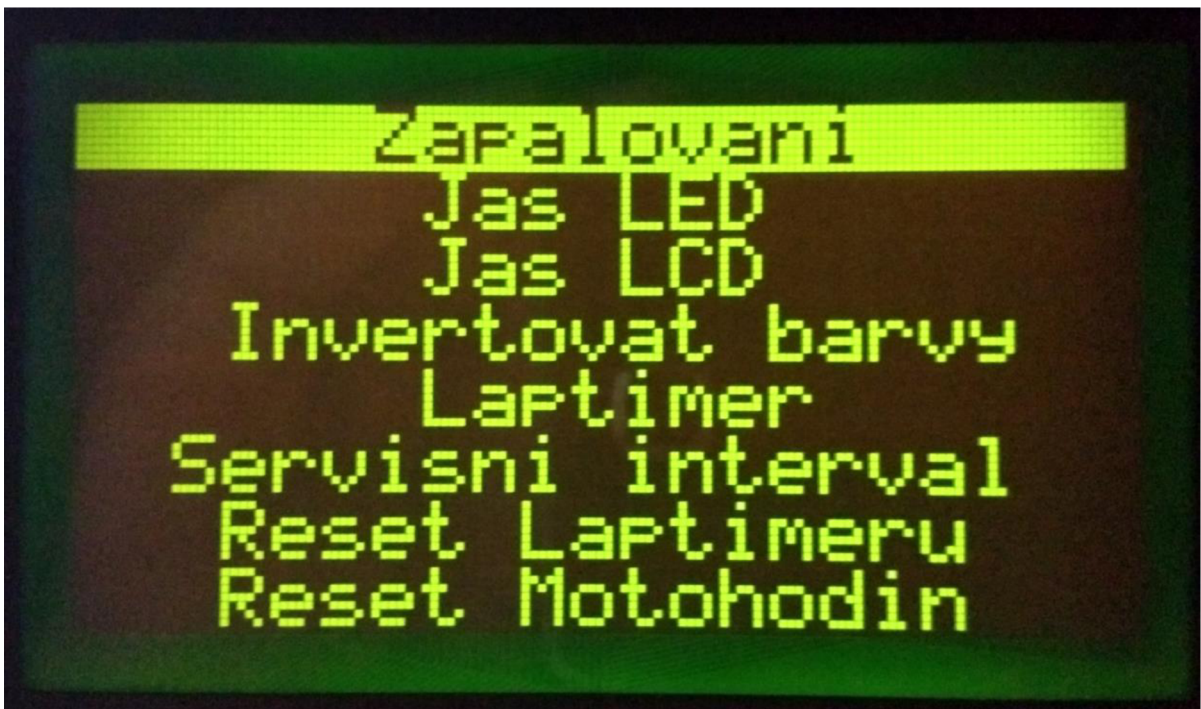 Zapalovani
Jas LED
Jas LCD
Invertovat barvy
Laptimer
Servisni interval
Reset Laptimeru
Reset Motohodin